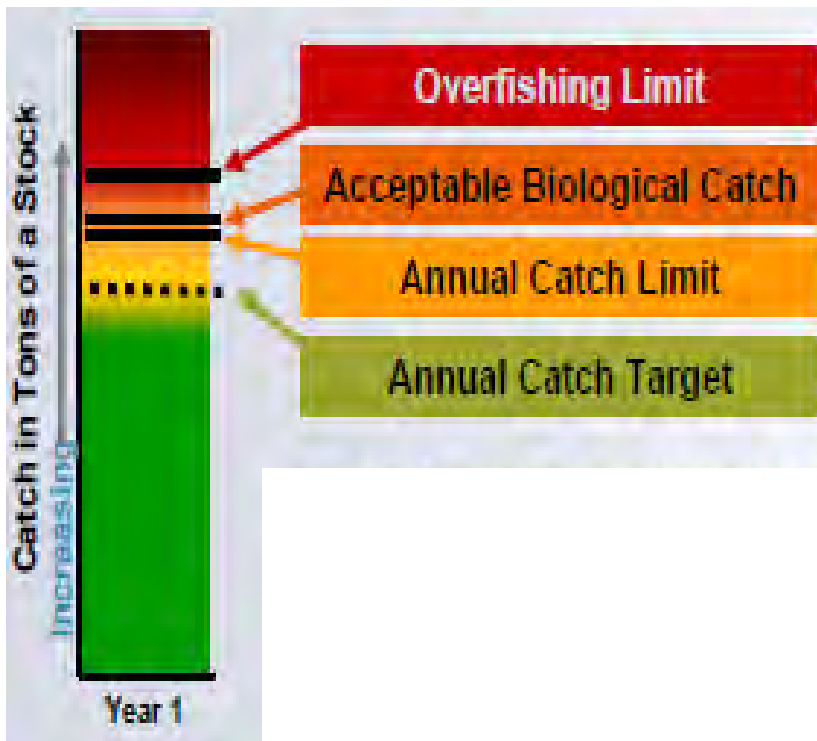 Catch in Tons of a Stock
Increasing
Overfishing Limit
Acceptable Biological Catch
Annual Catch Limit
Annual Catch Target
Year 1